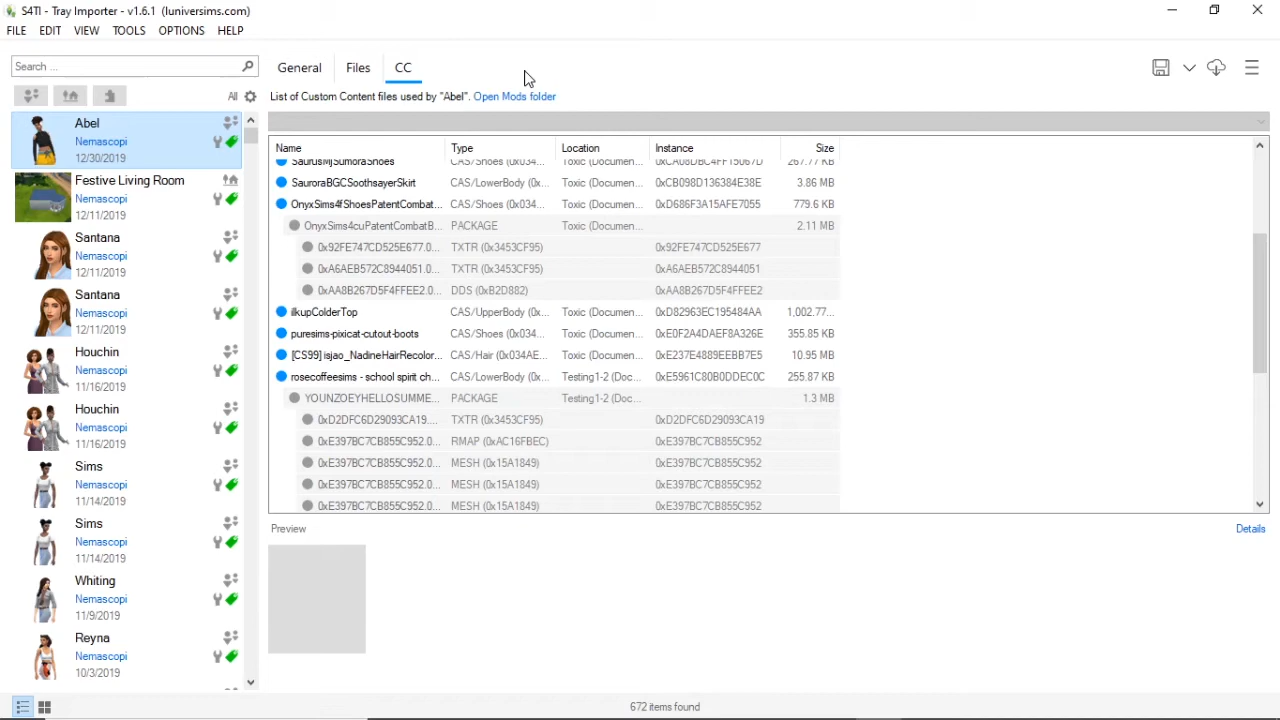 S4TI - Tray Importer - v1.6.1 (luniversims.com)
FILE EDIT VIEW TOOLS OPTIONS HELP
Search ...
General Files CC
All
List of Custom Content files used by "Abel". Open Mods folder
Abel
Nemascopi
12/30/2019
Festive Living Room
Nemascopi
12/11/2019
Santana
Nemascopi
12/11/2019
Santana
Nemascopi
12/11/2019
Houchin
Nemascopi
11/16/2019
Houchin
Nemascopi
11/16/2019
Sims
Nemascopi
11/14/2019
Sims
Nemascopi
11/14/2019
Whiting
Nemascopi
11/9/2019
Reyna
Nemascopi
10/3/2019
Name Type Location Instance Size
SaurusMjSumoraShoes CAS/Shoes (0x034... Toxic (Documen... 267.77 KB
SauroraBGCSoothsayerSkirt CAS/LowerBody (0x... Toxic (Documen... 0xCB098D136384E38E 3.86 MB
OnyxSims4fShoesPatentCombat... CAS/Shoes (0x034... Toxic (Documen... 0xD686F3A15AFE7055 779.6 KB
OnyxSims4cuPatentCombatB... PACKAGE Toxic (Documen... 2.11 MB
0x92FE747CD525E677.0... TXTR (0x3453CF95) 0x92FE747CD525E677
0xA6AEB572C8944051.0... TXTR (0x3453CF95) 0xA6AEB572C8944051
0xAA8B267D5F4FFEE2.0... DDS (0xB2D882) 0xAA8B267D5F4FFEE2
ilkupColderTop CAS/UpperBody (0x... Toxic (Documen... 0xD82963EC195484AA 1,002.77...
puresims-pixicat-cutout-boots CAS/Shoes (0x034... Toxic (Documen... 0xE0F2A4DAEF8A326E 355.85 KB
[CS99] isjao_NadineHairRecolor... CAS/Hair (0x034AE... Toxic (Documen... 0xE237E4889EEBB7E5 10.95 MB
rosecoffeesims - school spirit ch... CAS/LowerBody (0x... Testing1-2 (Doc... 0xE5961C80B0DDEC0C 255.87 KB
YOUNZOEYHELLOSUMME... PACKAGE Testing1-2 (Doc... 1.3 MB
0xD2DFC6D29093CA19.... TXTR (0x3453CF95) 0xD2DFC6D29093CA19
0xE397BC7CB855C952.0... RMAP (0xAC16FBEC) 0xE397BC7CB855C952
0xE397BC7CB855C952.0... MESH (0x15A1849) 0xE397BC7CB855C952
0xE397BC7CB855C952.0... MESH (0x15A1849) 0xE397BC7CB855C952
0xE397BC7CB855C952.0... MESH (0x15A1849) 0xE397BC7CB855C952
Preview Details
672 items found